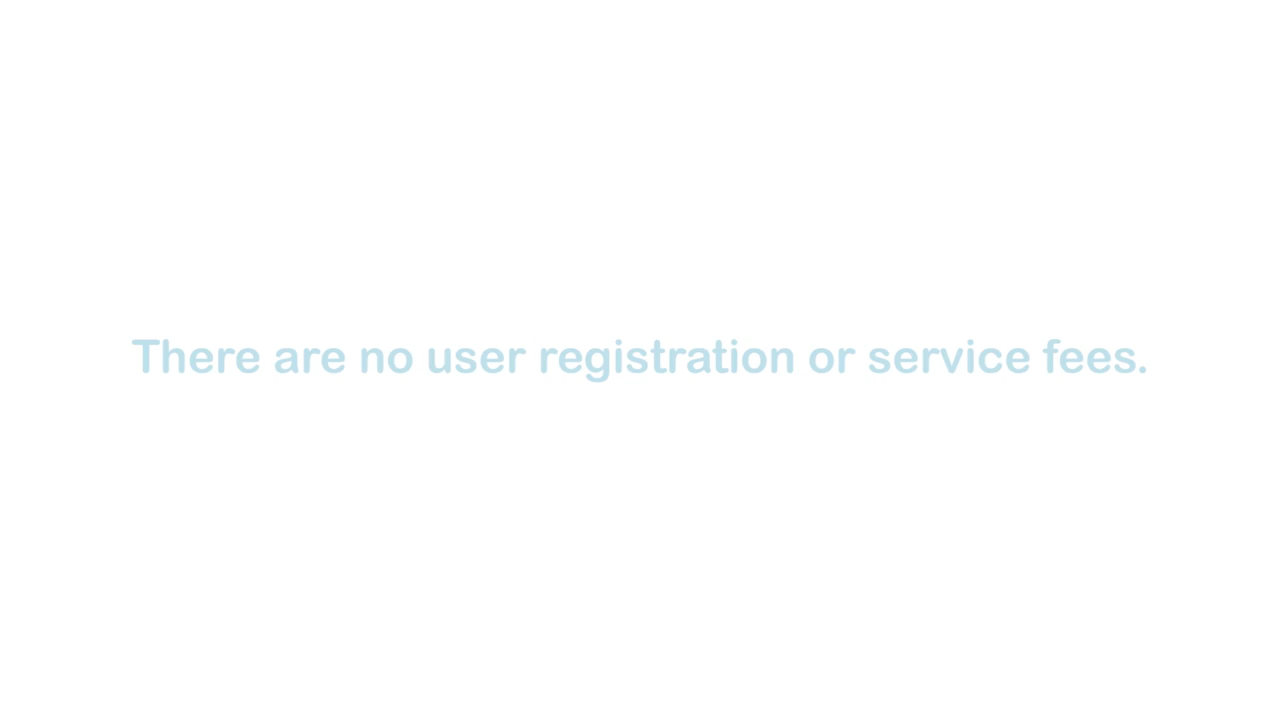 There are no user registration or service fees.